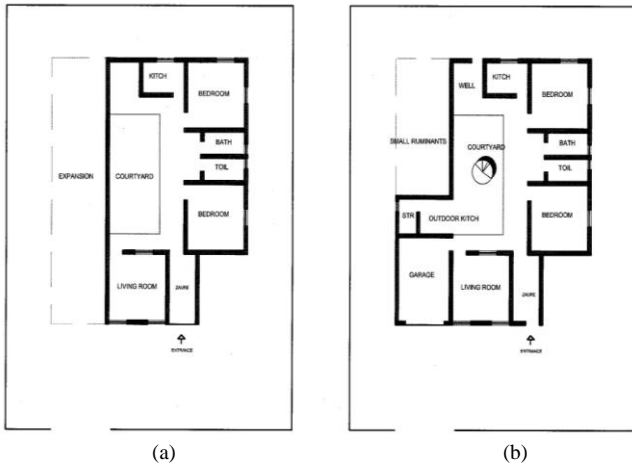 KITCH
BEDROOM
BATH
EXPANSION
COURTYARD
TOIL
BEDROOM
LIVING ROOM
ZAURE
ENTRANCE
(a)
KITCH
WELL
BEDROOM
SMALL RUMINANTS
COURTYARD
BATH
TOIL
STR
OUTDOOR KITCH
BEDROOM
GARAGE
LIVING ROOM
ZAURE
ENTRANCE
(b)